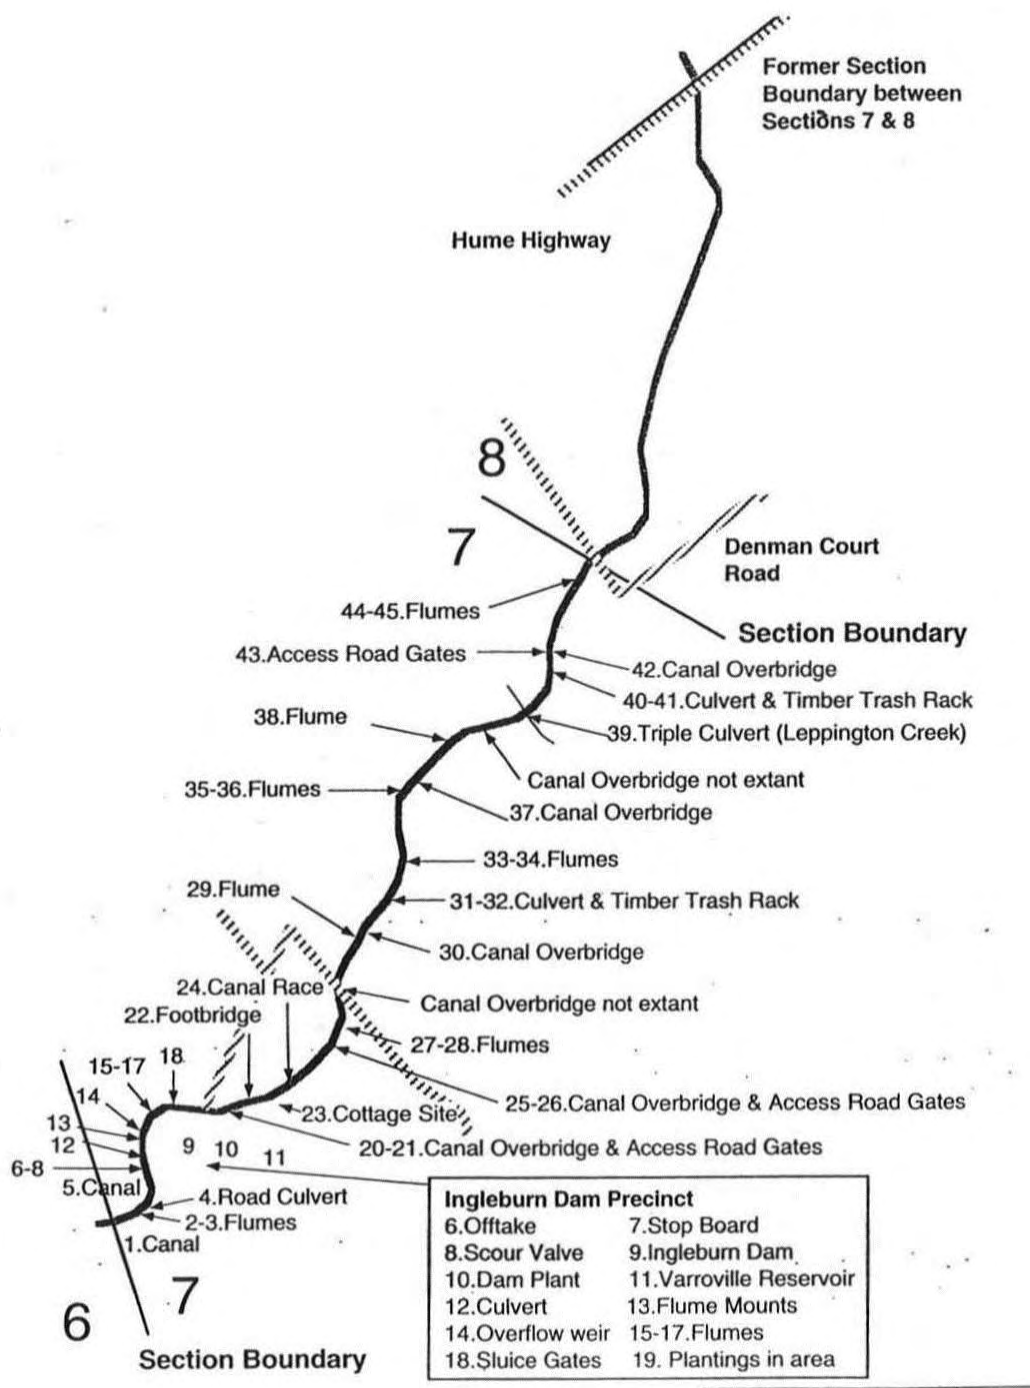 Former Section
Boundary between
Sections 7 & 8
Hume Highway
8
7
Denman Court
Road
Section Boundary
44-45.Flumes
43.Access Road Gates
42.Canal Overbridge
40-41.Culvert & Timber Trash Rack
38.Flume
39.Triple Culvert (Leppington Creek)
Canal Overbridge not extant
35-36.Flumes
37.Canal Overbridge
33-34.Flumes
29.Flume
31-32.Culvert & Timber Trash Rack
30.Canal Overbridge
24.Canal Race
Canal Overbridge not extant
22.Footbridge
27-28.Flumes
15-17
18
14
25-26.Canal Overbridge & Access Road Gates
23.Cottage Site
13
12
9
10
11
20-21.Canal Overbridge & Access Road Gates
6-8
5.Canal
4.Road Culvert
2-3.Flumes
1.Canal
6
7
Section Boundary
Ingleburn Dam Precinct
6.Offtake 7.Stop Board
8.Scour Valve 9.Ingleburn Dam
10.Dam Plant 11.Varroville Reservoir
12.Culvert 13.Flume Mounts
14.Overflow weir 15-17.Flumes
18.Sluice Gates 19. Plantings in area